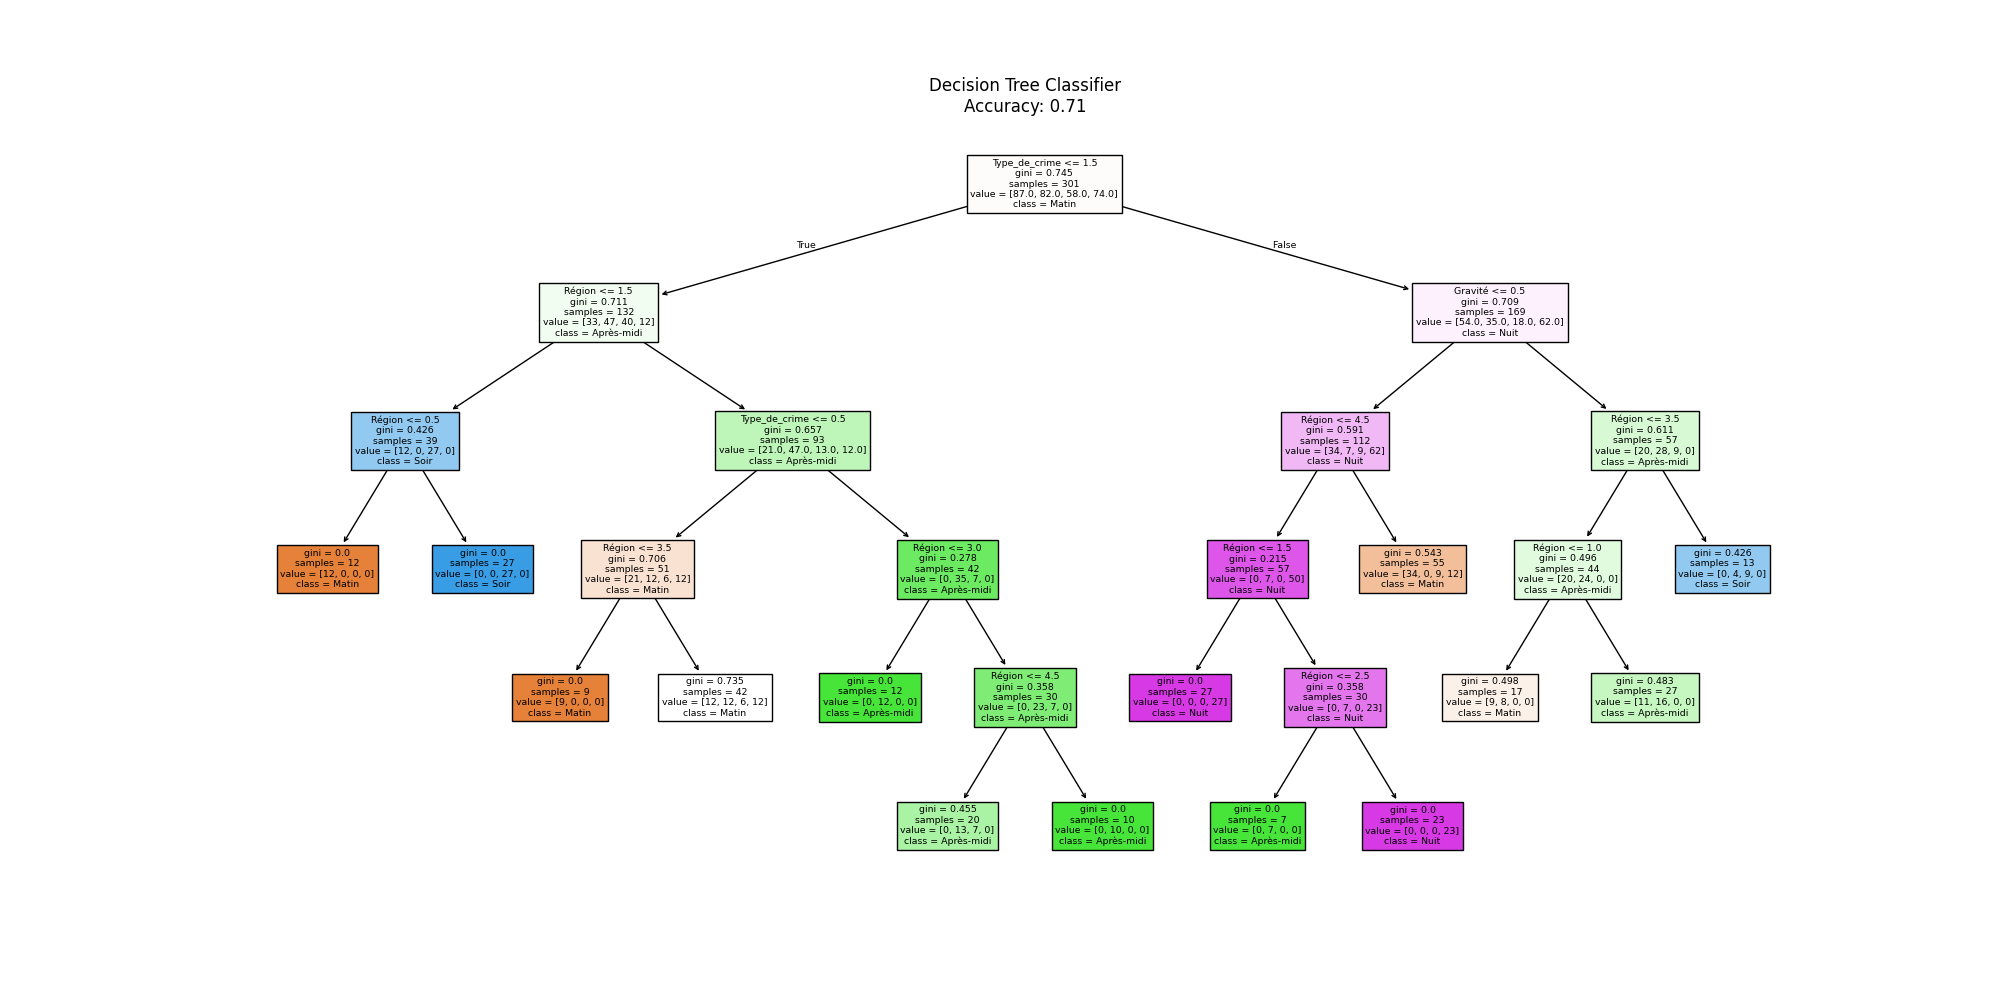 Decision Tree Classifier
Accuracy: 0.71
Type_de_crime <= 1.5
gini = 0.745
samples = 301
value = [87.0, 82.0, 58.0, 74.0]
class = Matin
True
False
Région <= 1.5
gini = 0.711
samples = 132
value = [33, 47, 40, 12]
class = Après-midi
Gravité <= 0.5
gini = 0.709
samples = 169
value = [54.0, 35.0, 18.0, 62.0]
class = Nuit
Région <= 0.5
gini = 0.426
samples = 39
value = [12, 0, 27, 0]
class = Soir
Type_de_crime <= 0.5
gini = 0.657
samples = 93
value = [21.0, 47.0, 13.0, 12.0]
class = Après-midi
Région <= 4.5
gini = 0.591
samples = 112
value = [34, 7, 9, 62]
class = Nuit
Région <= 3.5
gini = 0.611
samples = 57
value = [20, 28, 9, 0]
class = Après-midi
gini = 0.0
samples = 12
value = [12, 0, 0, 0]
class = Matin
gini = 0.0
samples = 27
value = [0, 0, 27, 0]
class = Soir
Région <= 3.5
gini = 0.706
samples = 51
value = [21, 12, 6, 12]
class = Matin
Région <= 3.0
gini = 0.278
samples = 42
value = [0, 35, 7, 0]
class = Après-midi
Région <= 1.5
gini = 0.215
samples = 57
value = [0, 7, 0, 50]
class = Nuit
gini = 0.543
samples = 55
value = [34, 0, 9, 12]
class = Matin
Région <= 1.0
gini = 0.496
samples = 44
value = [20, 24, 0, 0]
class = Après-midi
gini = 0.426
samples = 13
value = [0, 4, 9, 0]
class = Soir
gini = 0.0
samples = 9
value = [9, 0, 0, 0]
class = Matin
gini = 0.735
samples = 42
value = [12, 12, 6, 12]
class = Matin
gini = 0.0
samples = 12
value = [0, 12, 0, 0]
class = Après-midi
Région <= 4.5
gini = 0.358
samples = 30
value = [0, 23, 7, 0]
class = Après-midi
gini = 0.0
samples = 27
value = [0, 0, 0, 27]
class = Nuit
Région <= 2.5
gini = 0.358
samples = 30
value = [0, 7, 0, 23]
class = Nuit
gini = 0.498
samples = 17
value = [9, 8, 0, 0]
class = Matin
gini = 0.483
samples = 27
value = [11, 16, 0, 0]
class = Après-midi
gini = 0.455
samples = 20
value = [0, 13, 7, 0]
class = Après-midi
gini = 0.0
samples = 10
value = [0, 10, 0, 0]
class = Après-midi
gini = 0.0
samples = 7
value = [0, 7, 0, 0]
class = Après-midi
gini = 0.0
samples = 23
value = [0, 0, 0, 23]
class = Nuit